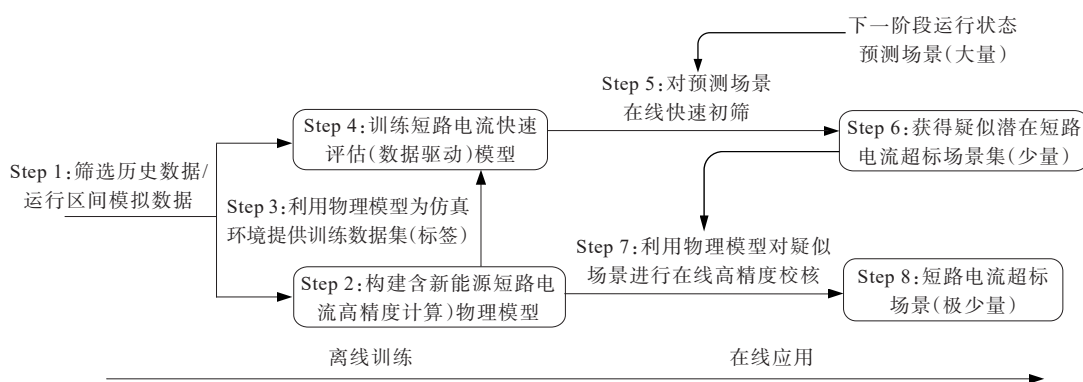 下一阶段运行状态
预测场景(大量)
Step 5:对预测场景
在线快速初筛
Step 4:训练短路电流快速
评估(数据驱动)模型
Step 6:获得疑似潜在短路
电流超标场景集(少量)
Step 1:筛选历史数据/
运行区间模拟数据
Step 3:利用物理模型为仿真
环境提供训练数据集(标签)
Step 7:利用物理模型对疑似
场景进行在线高精度校核
Step 2:构建含新能源短路电
流高精度计算)物理模型
Step 8:短路电流超标
场景(极少量)
离线训练
在线应用